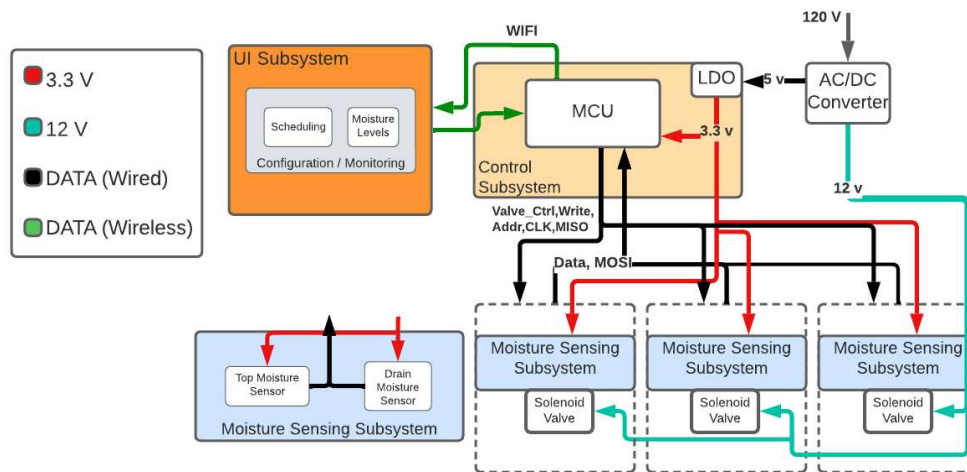 3.3 V
12 V
DATA (Wired)
DATA (Wireless)
UI Subsystem
Scheduling
Moisture
Levels
Configuration / Monitoring
WIFI
MCU
LDO
Control
Subsystem
3.3 v
5 v
120 V
AC/DC
Converter
12 v
Valve_Ctrl,Write,
Addr,CLK,MISO
Data, MOSI
Top Moisture
Sensor
Drain
Moisture
Sensor
Moisture Sensing Subsystem
Moisture Sensing
Subsystem
Solenoid
Valve
Moisture Sensing
Subsystem
Solenoid
Valve
Moisture Sensing
Subsystem
Solenoid
Valve